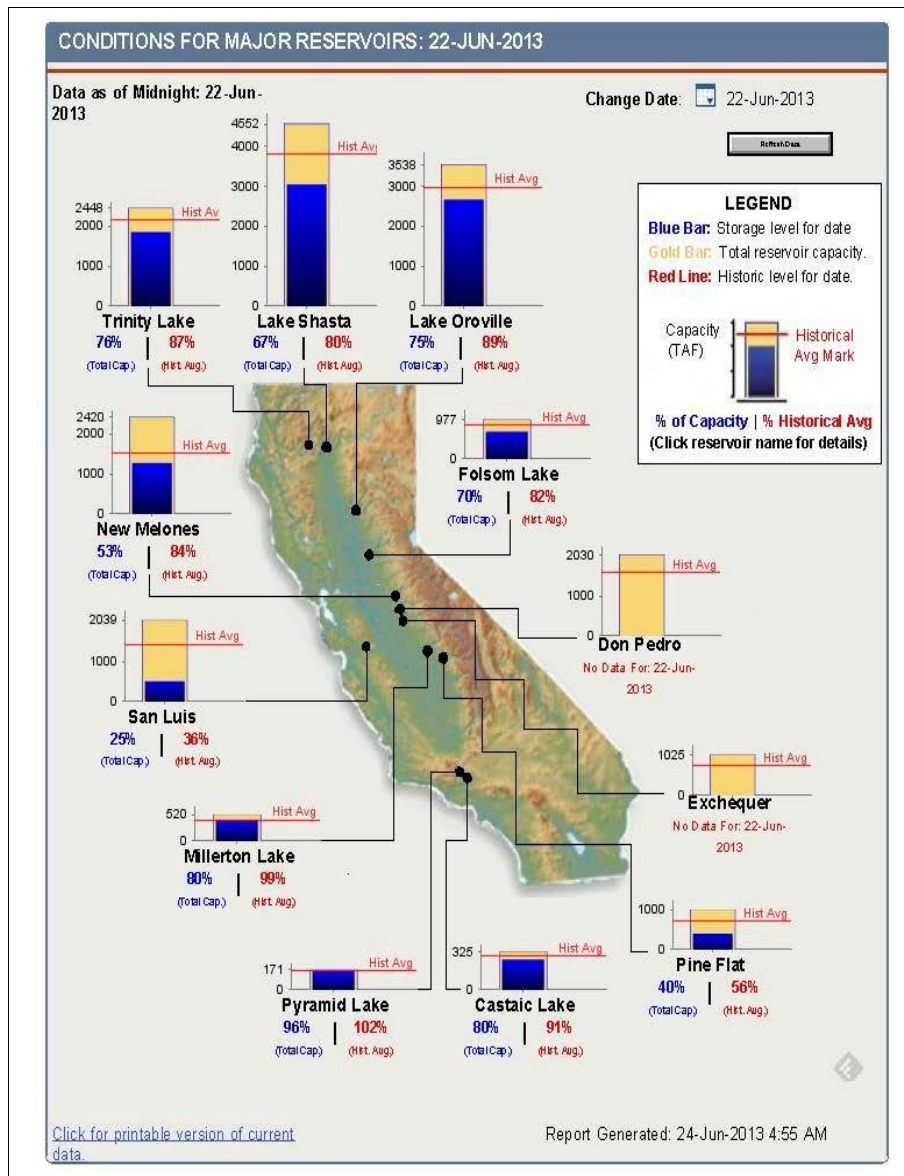 CONDITIONS FOR MAJOR RESERVOIRS: 22-JUN-2013
Data as of Midnight: 22-Jun-
2013
Change Date: 22-Jun-2013
Refresh Data
LEGEND
Blue Bar: Storage level for date
Gold Bar: Total reservoir capacity.
Red Line: Historic level for date.
Capacity
(TAF)
Historical
Avg Mark
% of Capacity | % Historical Avg
(Click reservoir name for details)
2448
2000
1000
0
Hist Av
Trinity Lake
76% | 87%
(Total Cap.) (Hist. Avg.)
4552
4000
3000
2000
1000
0
Hist Avg
Lake Shasta
67% | 80%
(Total Cap.) (Hist. Avg.)
3538
3000
2000
1000
0
Hist Avg
Lake Oroville
75% | 89%
(Total Cap.) (Hist. Avg.)
2420
2000
1000
0
Hist Avg
New Melones
53% | 84%
(Total Cap.) (Hist. Avg.)
977
0
Hist Avg
Folsom Lake
70% | 82%
(Total Cap.) (Hist. Avg.)
2030
1000
0
Hist Avg
Don Pedro
No Data For: 22-Jun-
2013
2039
1000
0
Hist Avg
San Luis
25% | 36%
(Total Cap.) (Hist. Avg.)
1025
0
Hist Avg
Exchequer
No Data For: 22-Jun-
2013
520
0
Hist Avg
Millerton Lake
80% | 99%
(Total Cap.) (Hist. Avg.)
1000
0
Hist Avg
Pine Flat
40% | 56%
(Total Cap.) (Hist. Avg.)
171
0
Hist Avg
Pyramid Lake
96% | 102%
(Total Cap.) (Hist. Avg.)
325
0
Hist Avg
Castaic Lake
80% | 91%
(Total Cap.) (Hist. Avg.)
Click for printable version of current
data.
Report Generated: 24-Jun-2013 4:55 AM